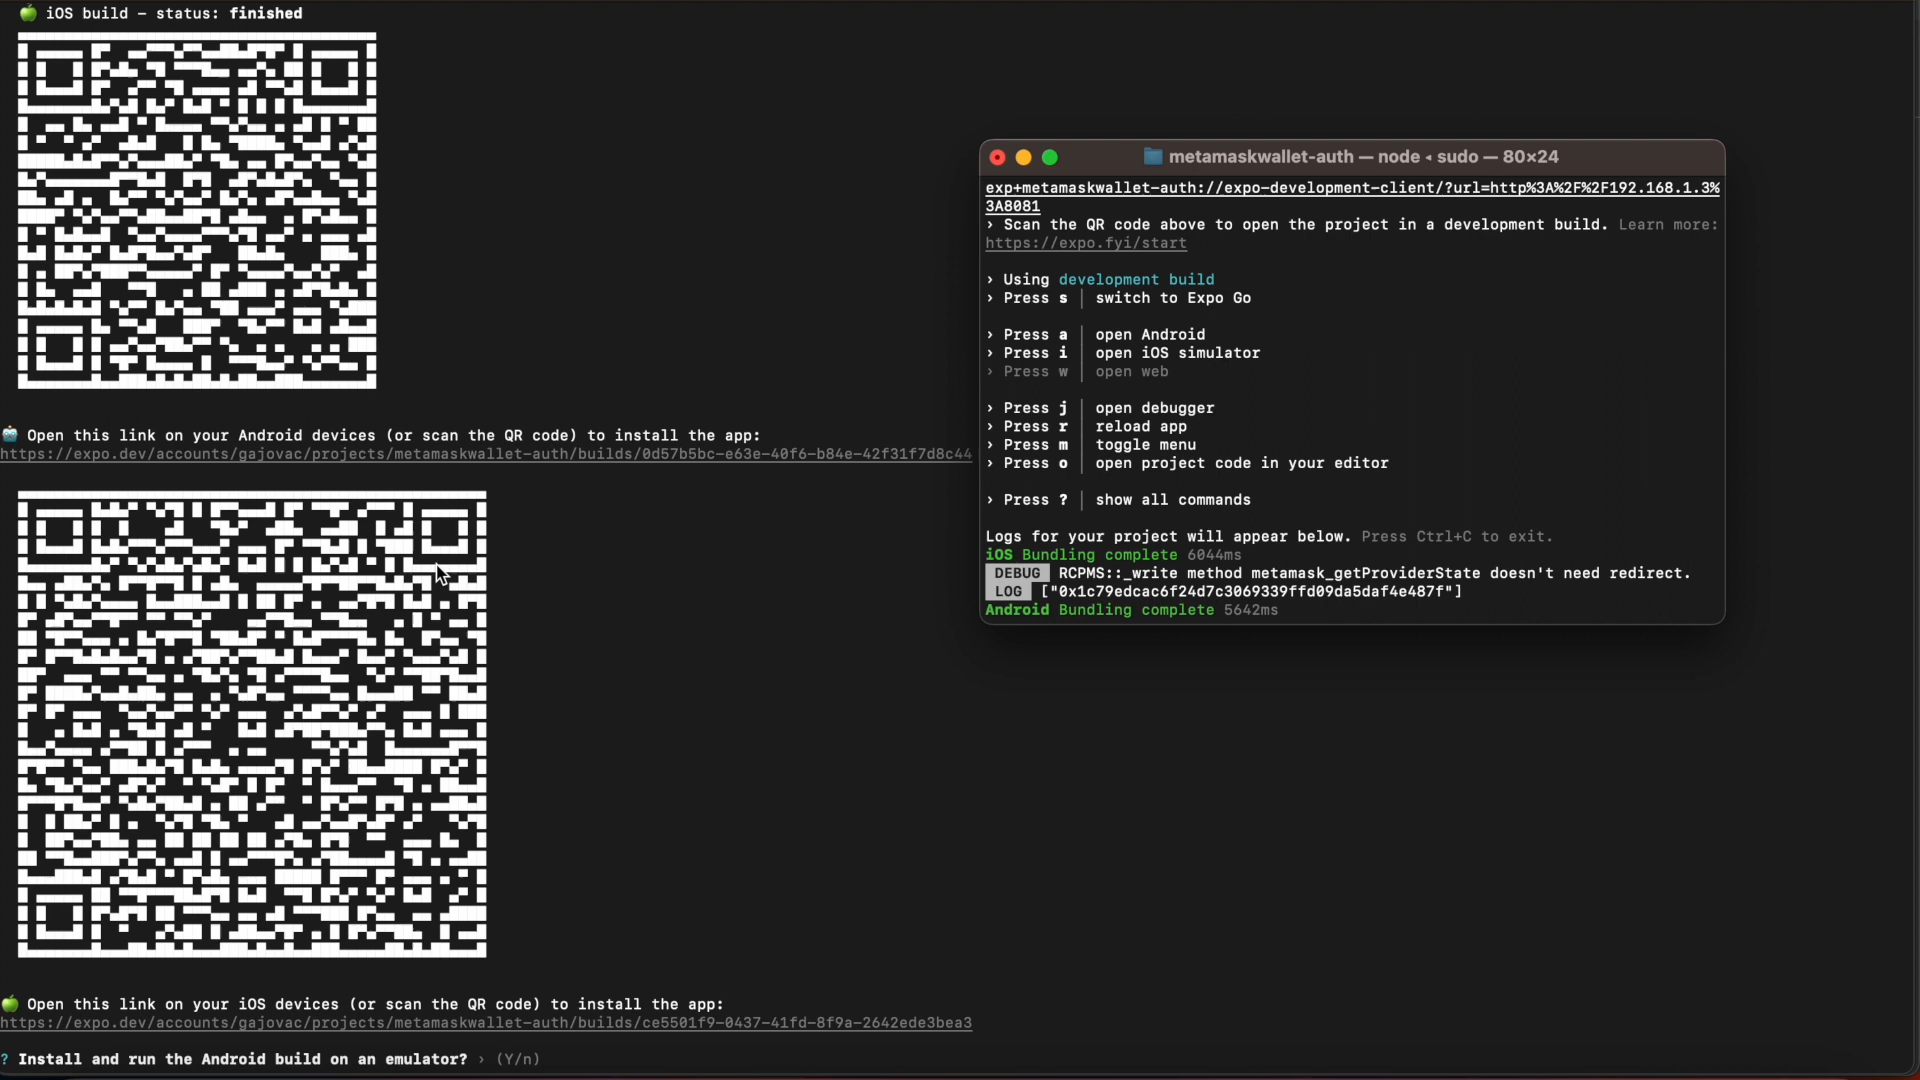 iOS build – status: finished
Open this link on your Android devices (or scan the QR code) to install the app:
https://expo.dev/accounts/gajovac/projects/metamaskwallet-auth/builds/0d57b5bc-e63e-40f6-b84e-42f31f7d8c44
Open this link on your iOS devices (or scan the QR code) to install the app:
https://expo.dev/accounts/gajovac/projects/metamaskwallet-auth/builds/ce5501f9-0437-41fd-8f9a-2642ede3bea3
? Install and run the Android build on an emulator? › (Y/n)
metamaskwallet-auth — node ◂ sudo — 80×24
exp+metamaskwallet-auth://expo-development-client/?url=http%3A%2F%2F192.168.1.3%
3A8081
› Scan the QR code above to open the project in a development build. Learn more:
https://expo.fyi/start
› Using development build
› Press s │ switch to Expo Go
› Press a │ open Android
› Press i │ open iOS simulator
› Press w │ open web
› Press j │ open debugger
› Press r │ reload app
› Press m │ toggle menu
› Press o │ open project code in your editor
› Press ? │ show all commands
Logs for your project will appear below. Press Ctrl+C to exit.
iOS Bundling complete 6044ms
DEBUG RCPMS::_write method metamask_getProviderState doesn't need redirect.
LOG ["0x1c79edcac6f24d7c3069339ffd09da5daf4e487f"]
Android Bundling complete 5642ms